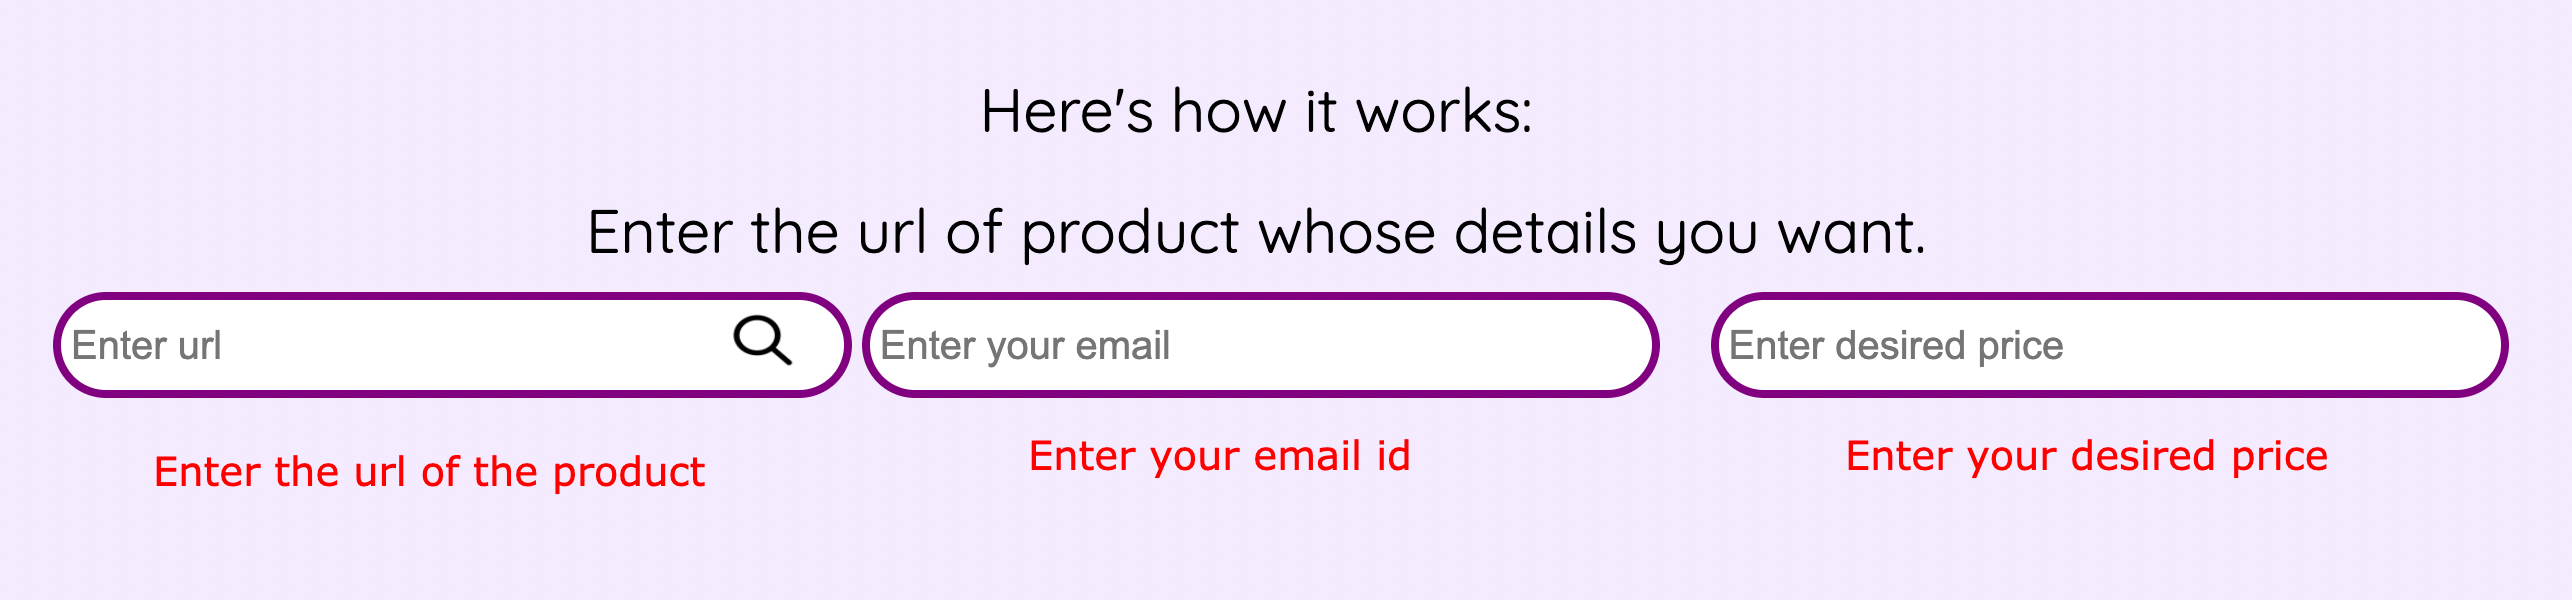 Here's how it works:
Enter the url of product whose details you want.
Enter url
Enter your email
Enter desired price
Enter the url of the product
Enter your email id
Enter your desired price